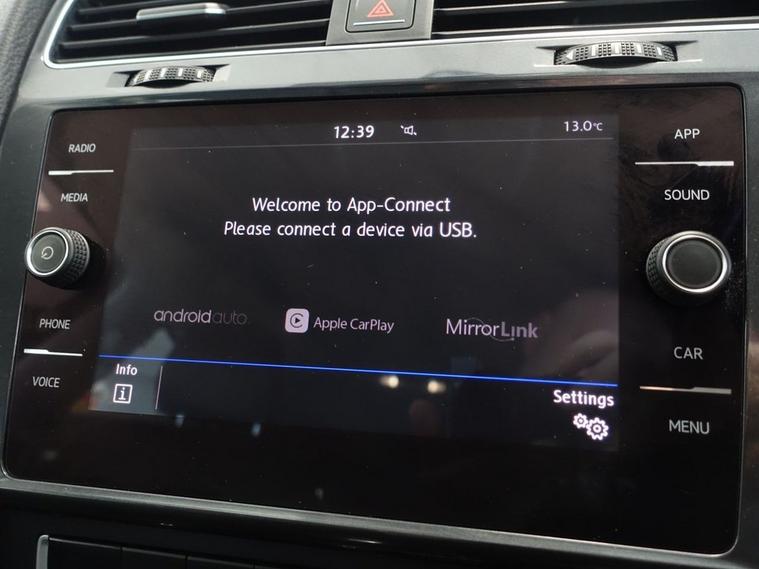 12:39
13.0°C
RADIO
MEDIA
PHONE
VOICE
Welcome to App-Connect
Please connect a device via USB.
androidauto
Apple CarPlay
MirrorLink
Info
i
Settings
APP
SOUND
CAR
MENU